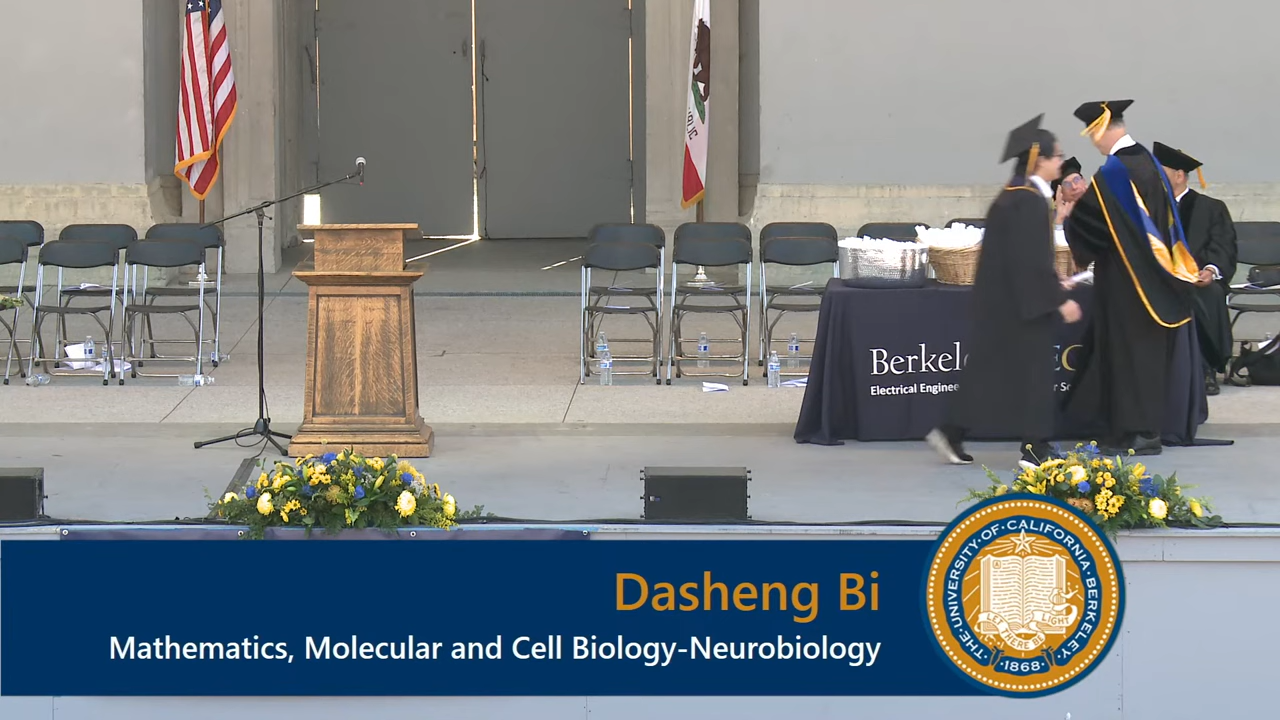 Berkel
Electrical Enginee
Dasheng Bi
Mathematics, Molecular and Cell Biology-Neurobiology
THE·UNIVERSITY·OF·CALIFORNIA·BERKELEY·
LET THERE BE LIGHT
·1868·